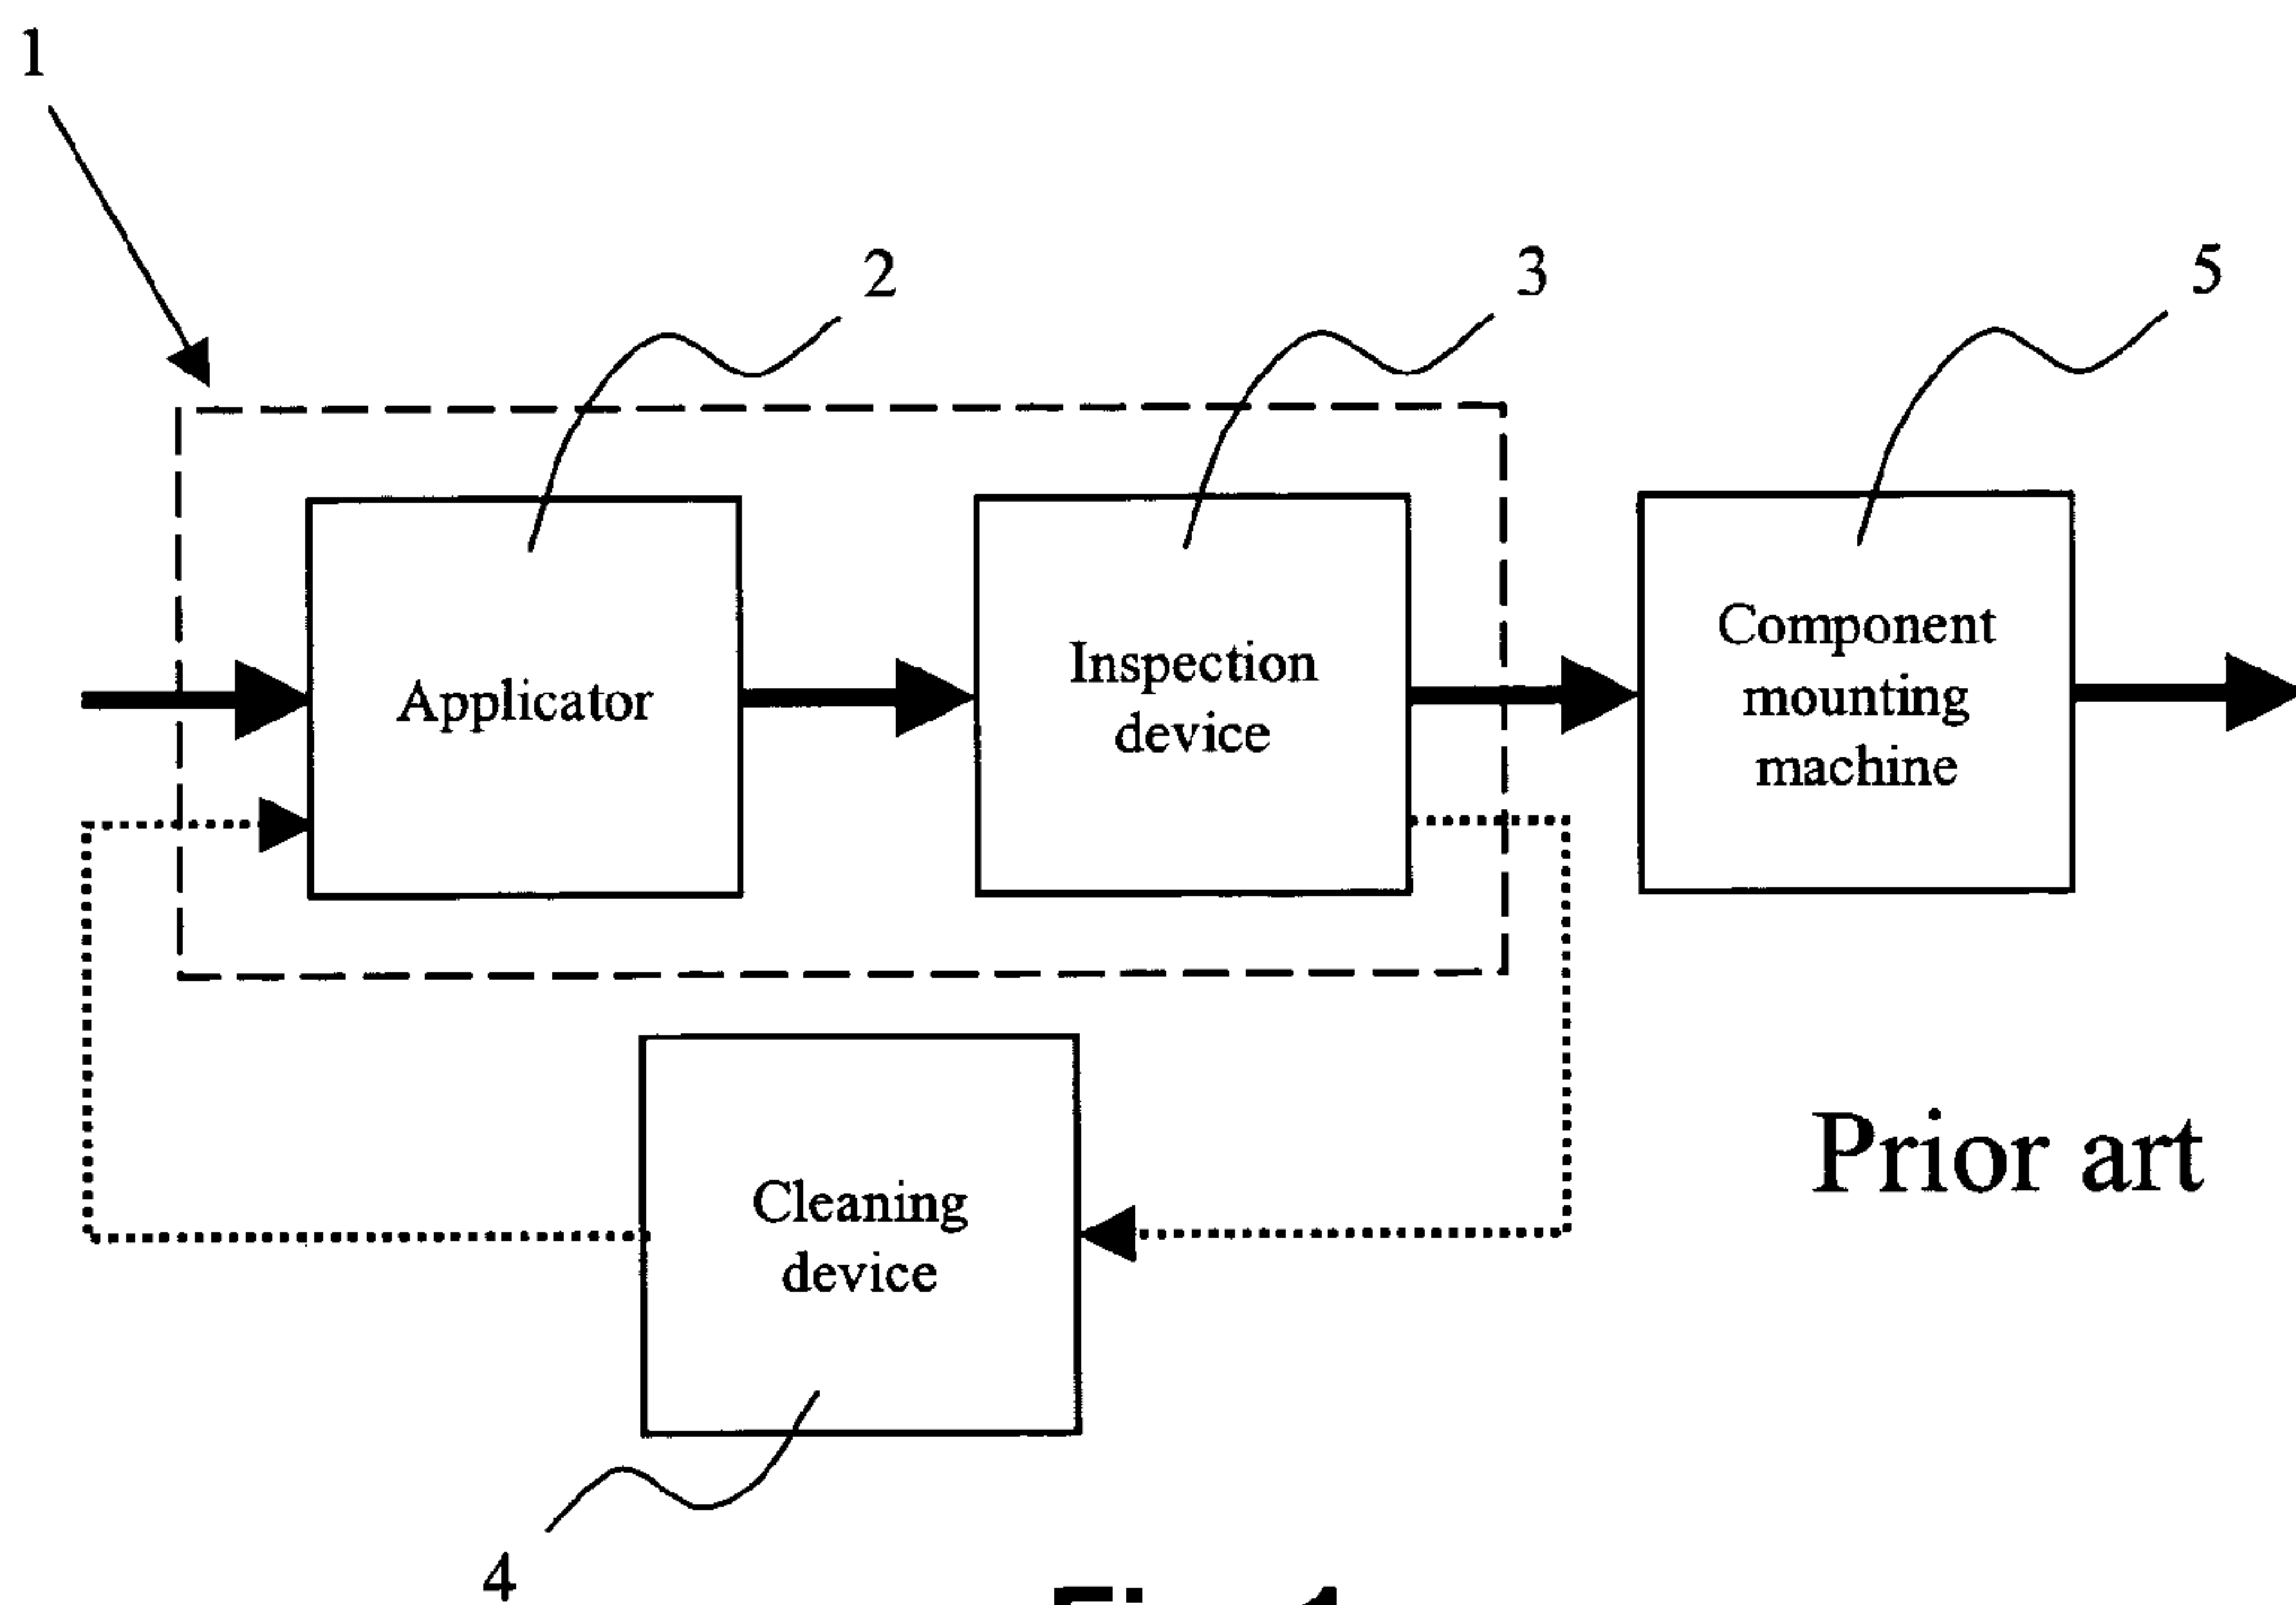 1
2
3
5
Applicator
Inspection
device
Component
mounting
machine
Cleaning
device
Prior art
4